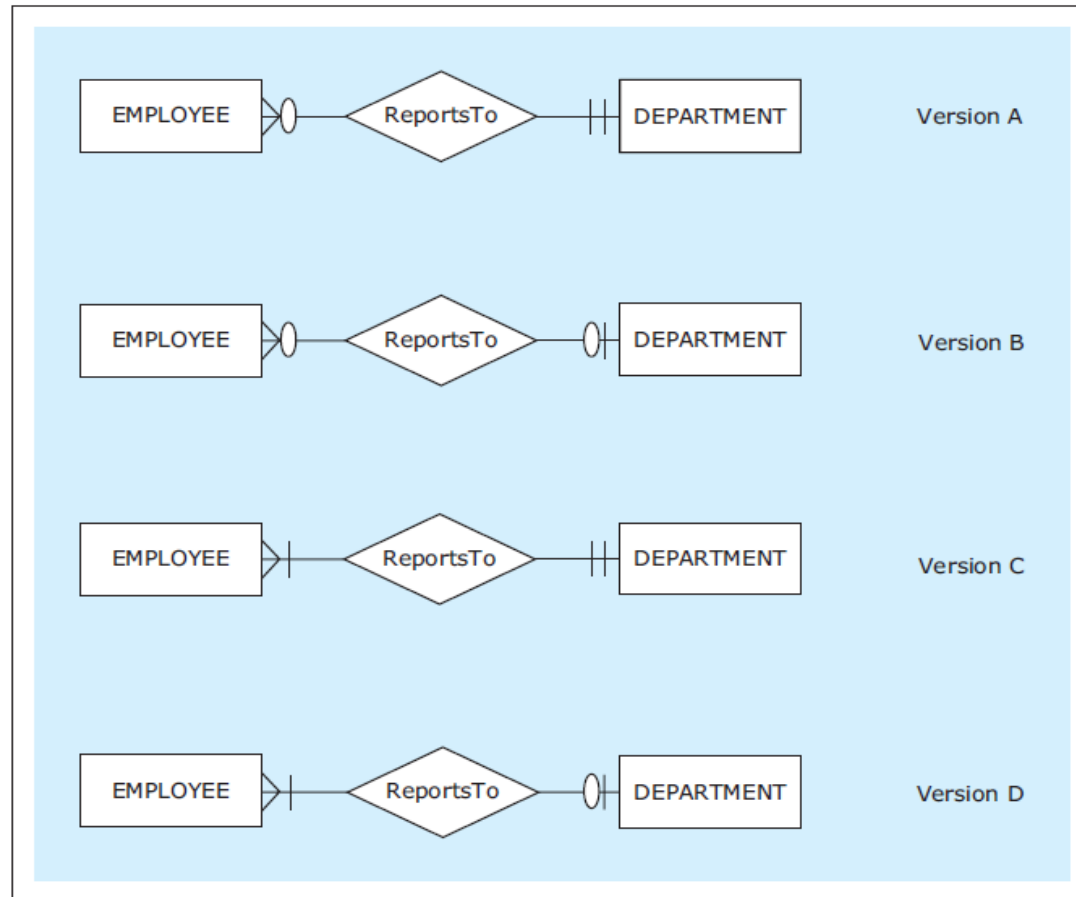 EMPLOYEE ReportsTo DEPARTMENT Version A
EMPLOYEE ReportsTo DEPARTMENT Version B
EMPLOYEE ReportsTo DEPARTMENT Version C
EMPLOYEE ReportsTo DEPARTMENT Version D